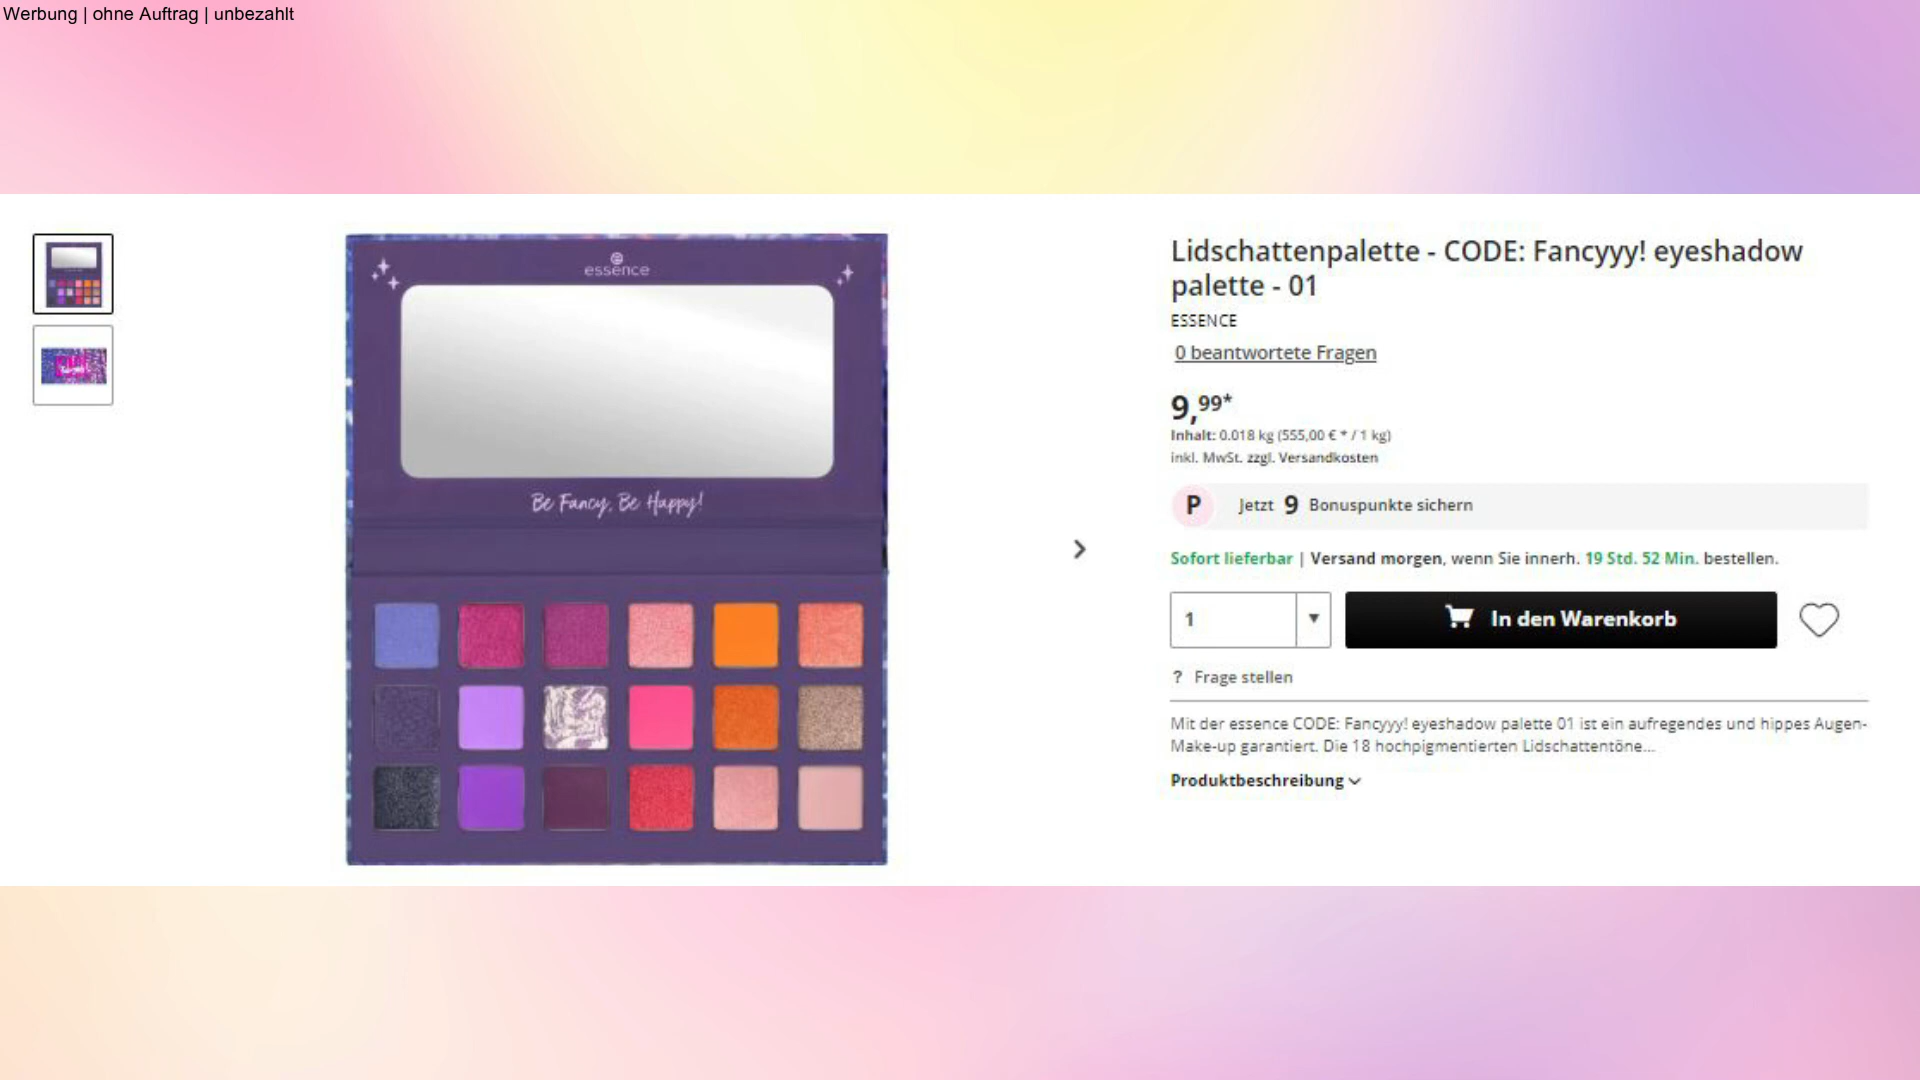 Werbung | ohne Auftrag | unbezahlt
essence
Be Fancy, Be Happy!
Lidschattenpalette - CODE: Fancyyy! eyeshadow
palette - 01
ESSENCE
0 beantwortete Fragen
9,99*
Inhalt: 0.018 kg (555,00 € * / 1 kg)
inkl. MwSt. zzgl. Versandkosten
P Jetzt 9 Bonuspunkte sichern
Sofort lieferbar | Versand morgen, wenn Sie innerh. 19 Std. 52 Min. bestellen.
1
In den Warenkorb
? Frage stellen
Mit der essence CODE: Fancyyy! eyeshadow palette 01 ist ein aufregendes und hippes Augen-
Make-up garantiert. Die 18 hochpigmentierten Lidschattentöne...
Produktbeschreibung